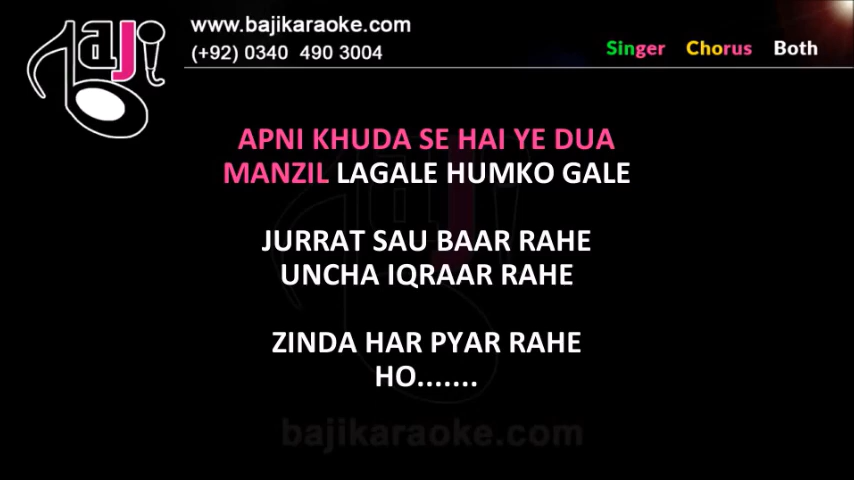 www.bajikaraoke.com
(+92) 0340 490 3004
Singer Chorus Both
baji
APNI KHUDA SE HAI YE DUA
MANZIL LAGALE HUMKO GALE
JURRAT SAU BAAR RAHE
UNCHA IQRAAR RAHE
ZINDA HAR PYAR RAHE
HO.......
bajikaraoke.com